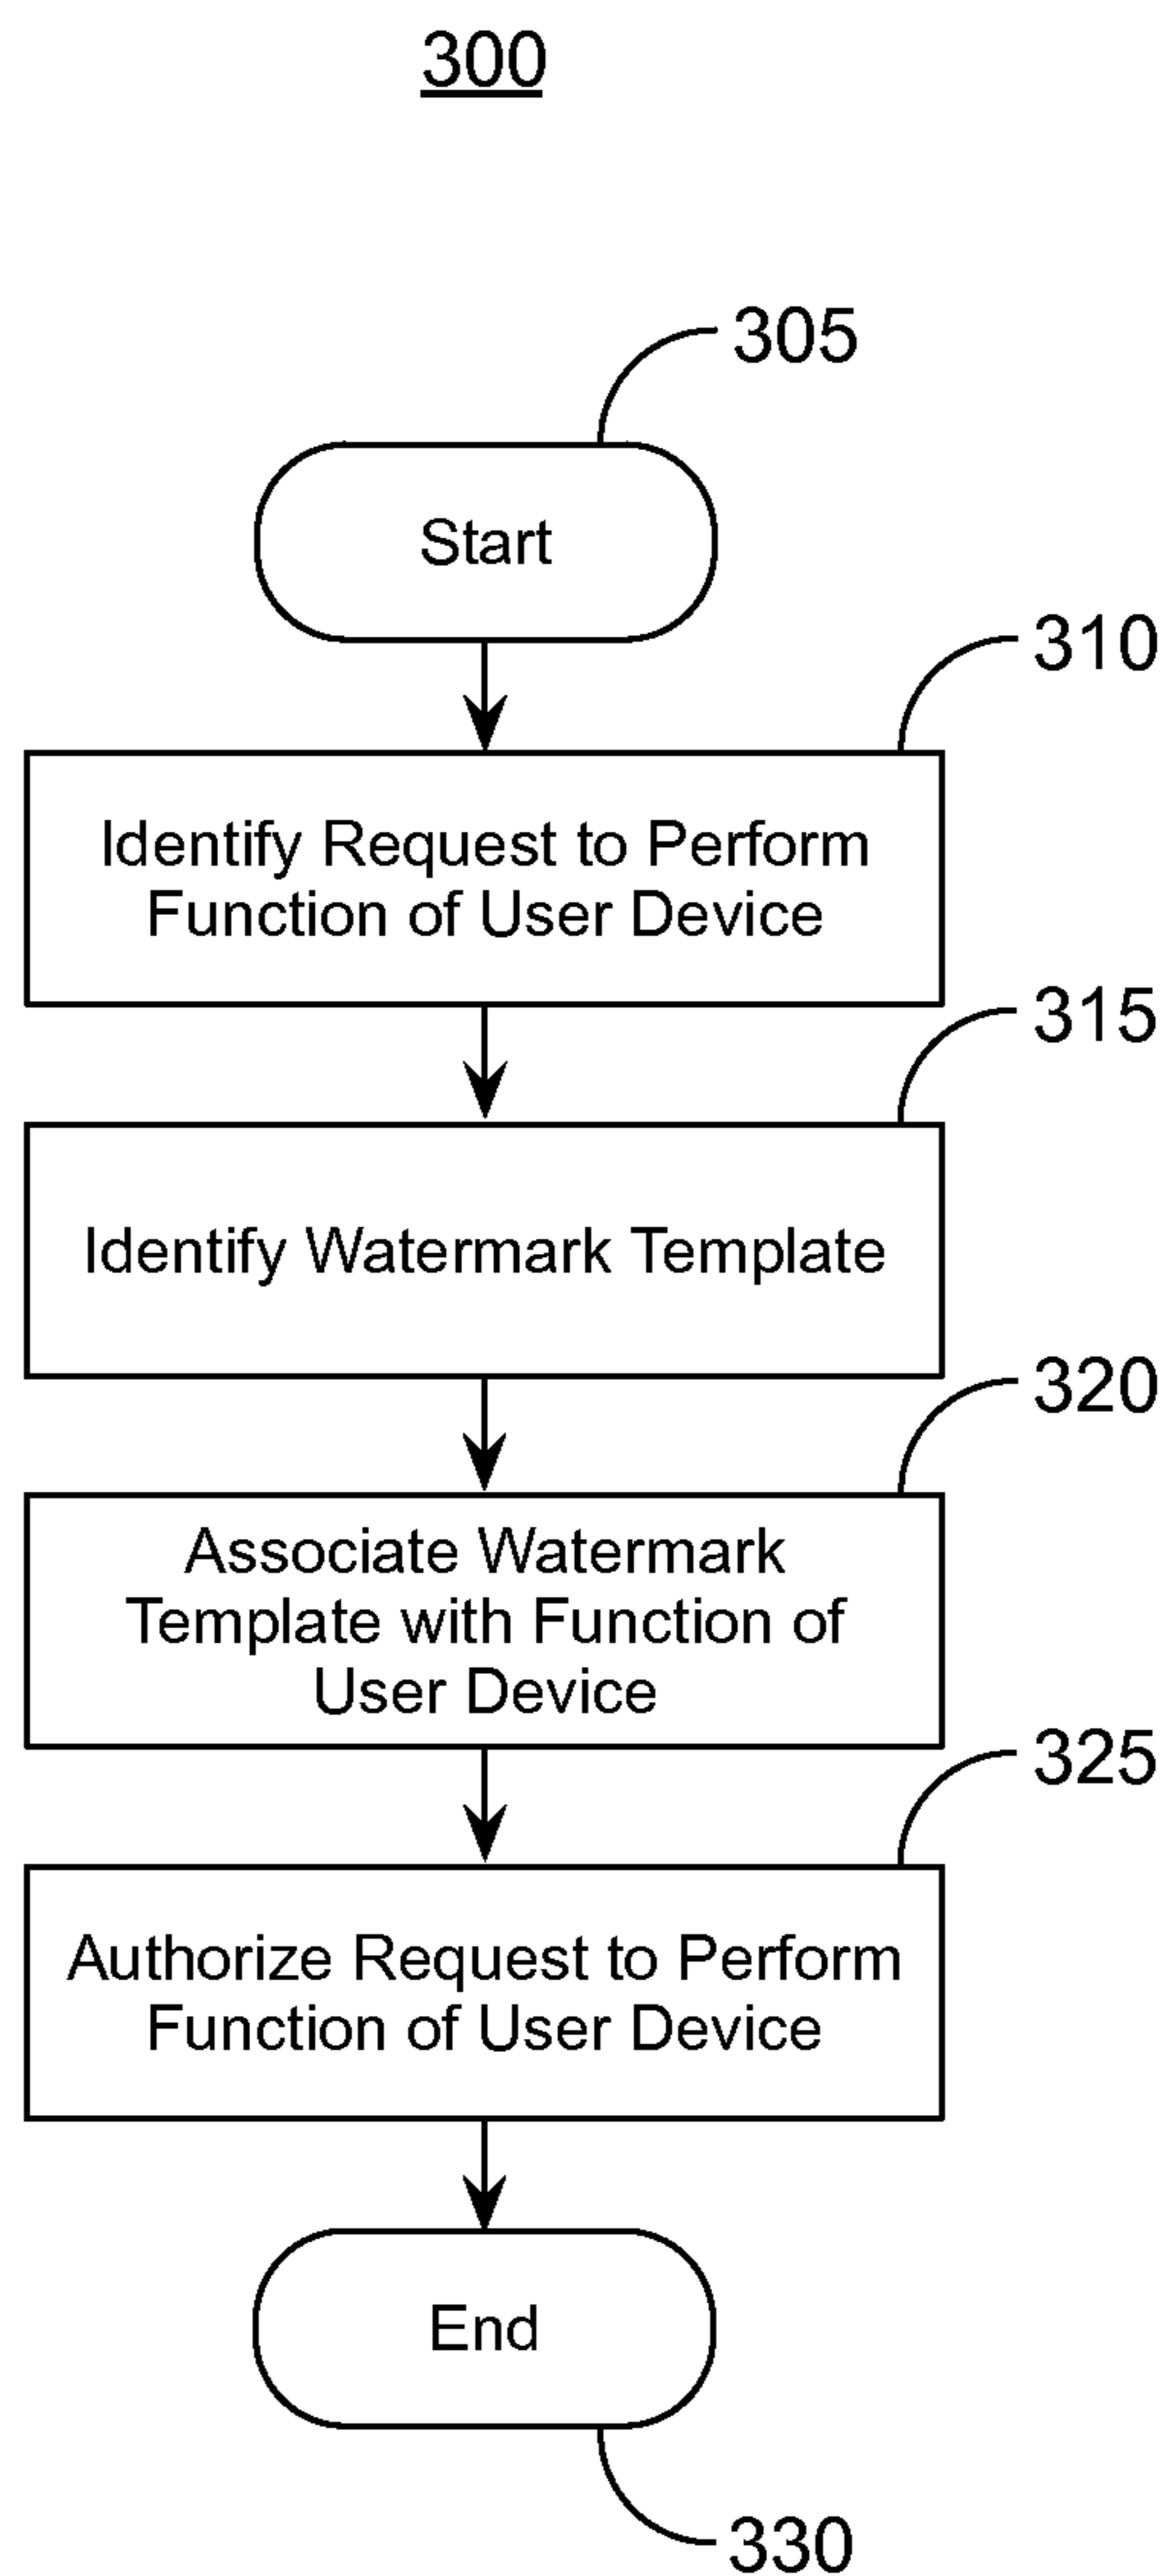 300
305
Start
310
Identify Request to Perform
Function of User Device
315
Identify Watermark Template
320
Associate Watermark
Template with Function of
User Device
325
Authorize Request to Perform
Function of User Device
End
330